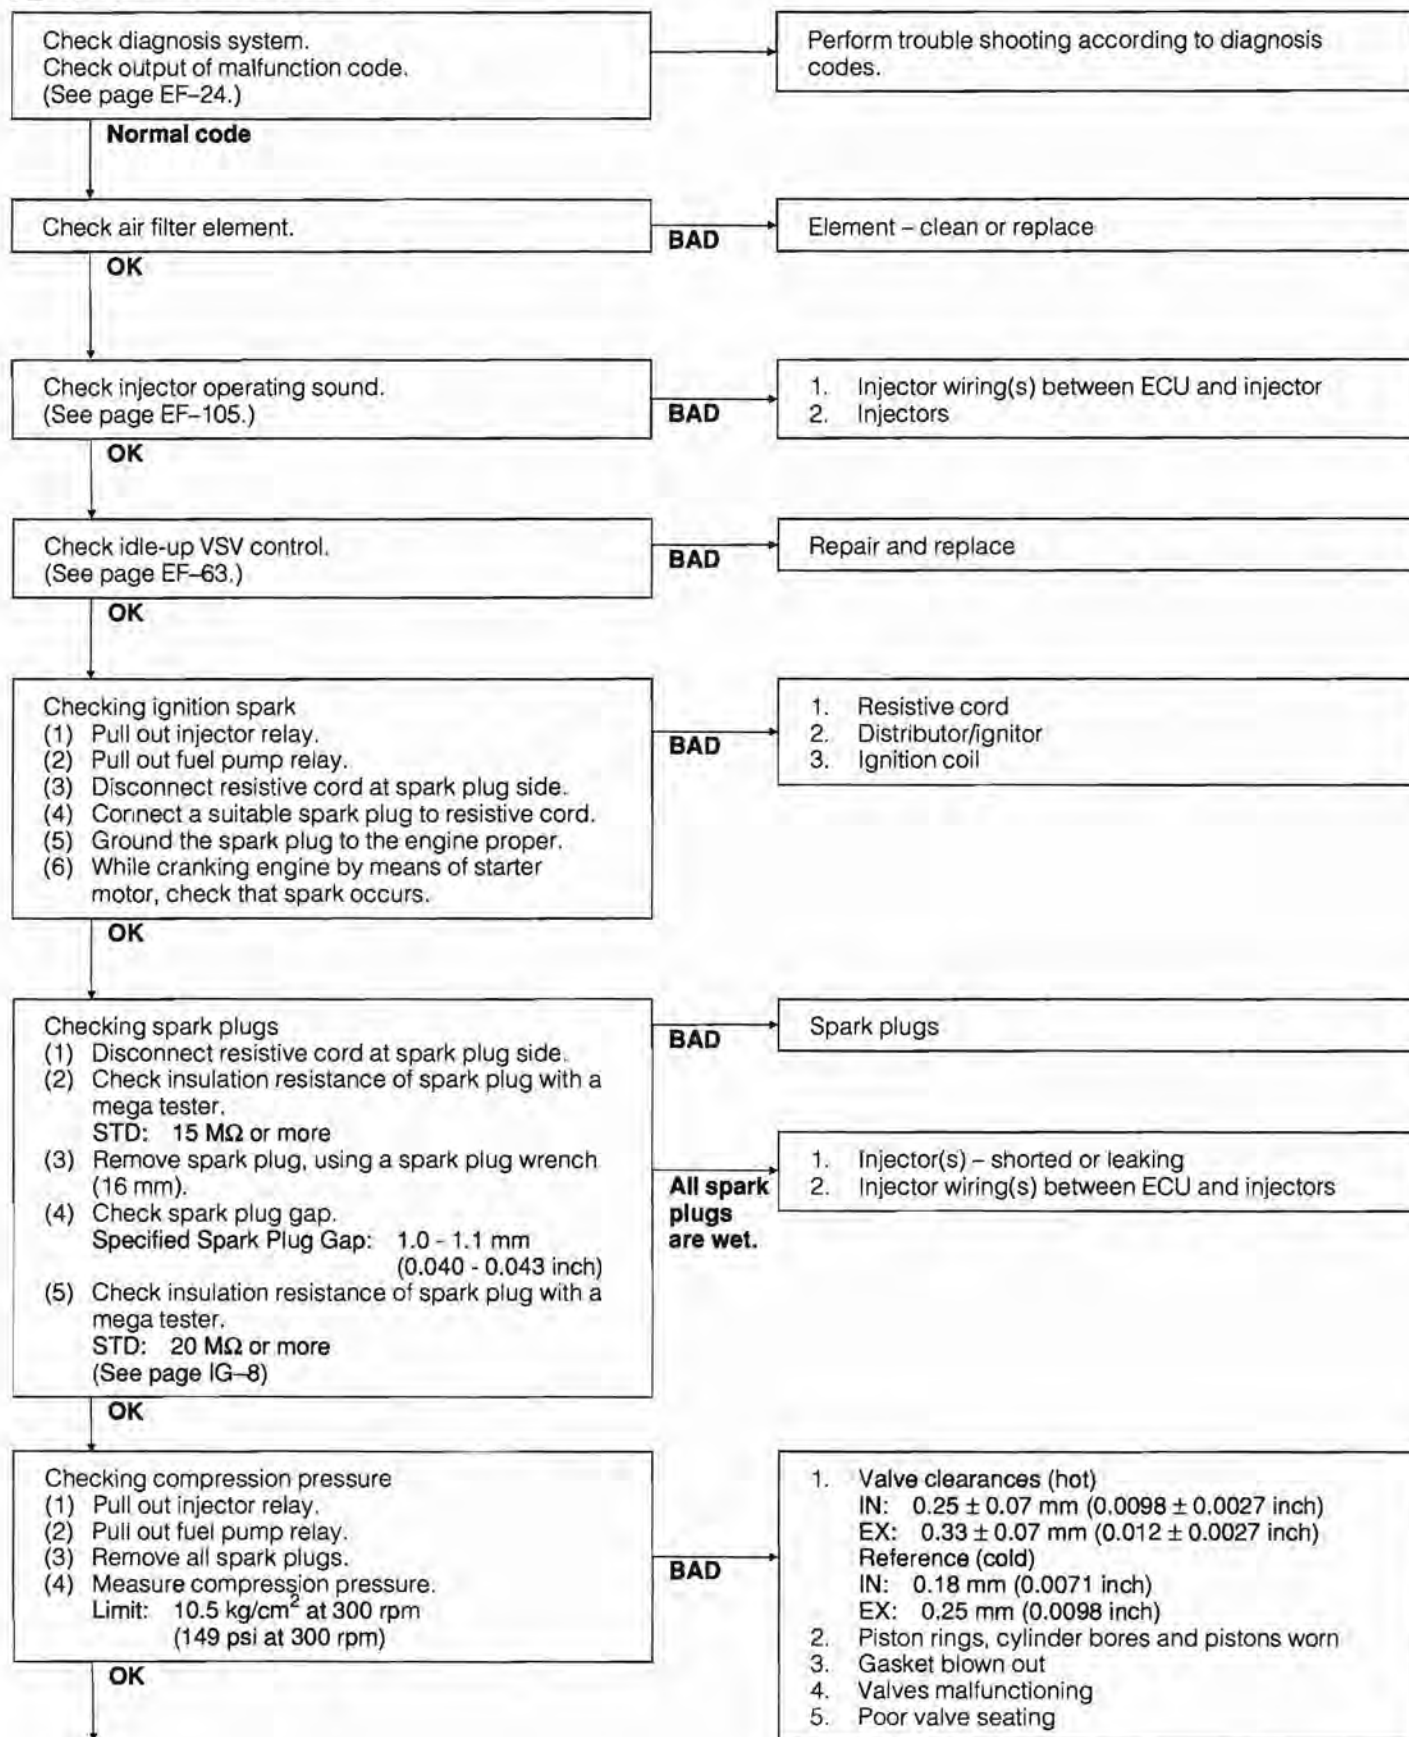 Check diagnosis system.
Check output of malfunction code.
(See page EF–24.)
Perform trouble shooting according to diagnosis
codes.
Normal code
Check air filter element.
BAD
Element – clean or replace
OK
Check injector operating sound.
(See page EF–105.)
BAD
1. Injector wiring(s) between ECU and injector
2. Injectors
OK
Check idle-up VSV control.
(See page EF–63.)
BAD
Repair and replace
OK
Checking ignition spark
(1) Pull out injector relay.
(2) Pull out fuel pump relay.
(3) Disconnect resistive cord at spark plug side.
(4) Connect a suitable spark plug to resistive cord.
(5) Ground the spark plug to the engine proper.
(6) While cranking engine by means of starter
motor, check that spark occurs.
BAD
1. Resistive cord
2. Distributor/ignitor
3. Ignition coil
OK
Checking spark plugs
(1) Disconnect resistive cord at spark plug side.
(2) Check insulation resistance of spark plug with a
mega tester.
STD: 15 MΩ or more
(3) Remove spark plug, using a spark plug wrench
(16 mm).
(4) Check spark plug gap.
Specified Spark Plug Gap: 1.0 - 1.1 mm
(0.040 - 0.043 inch)
(5) Check insulation resistance of spark plug with a
mega tester.
STD: 20 MΩ or more
(See page IG–8)
BAD
Spark plugs
All spark
plugs
are wet.
1. Injector(s) – shorted or leaking
2. Injector wiring(s) between ECU and injectors
OK
Checking compression pressure
(1) Pull out injector relay.
(2) Pull out fuel pump relay.
(3) Remove all spark plugs.
(4) Measure compression pressure.
Limit: 10.5 kg/cm² at 300 rpm
(149 psi at 300 rpm)
BAD
1. Valve clearances (hot)
IN: 0.25 ± 0.07 mm (0.0098 ± 0.0027 inch)
EX: 0.33 ± 0.07 mm (0.012 ± 0.0027 inch)
Reference (cold)
IN: 0.18 mm (0.0071 inch)
EX: 0.25 mm (0.0098 inch)
2. Piston rings, cylinder bores and pistons worn
3. Gasket blown out
4. Valves malfunctioning
5. Poor valve seating
OK